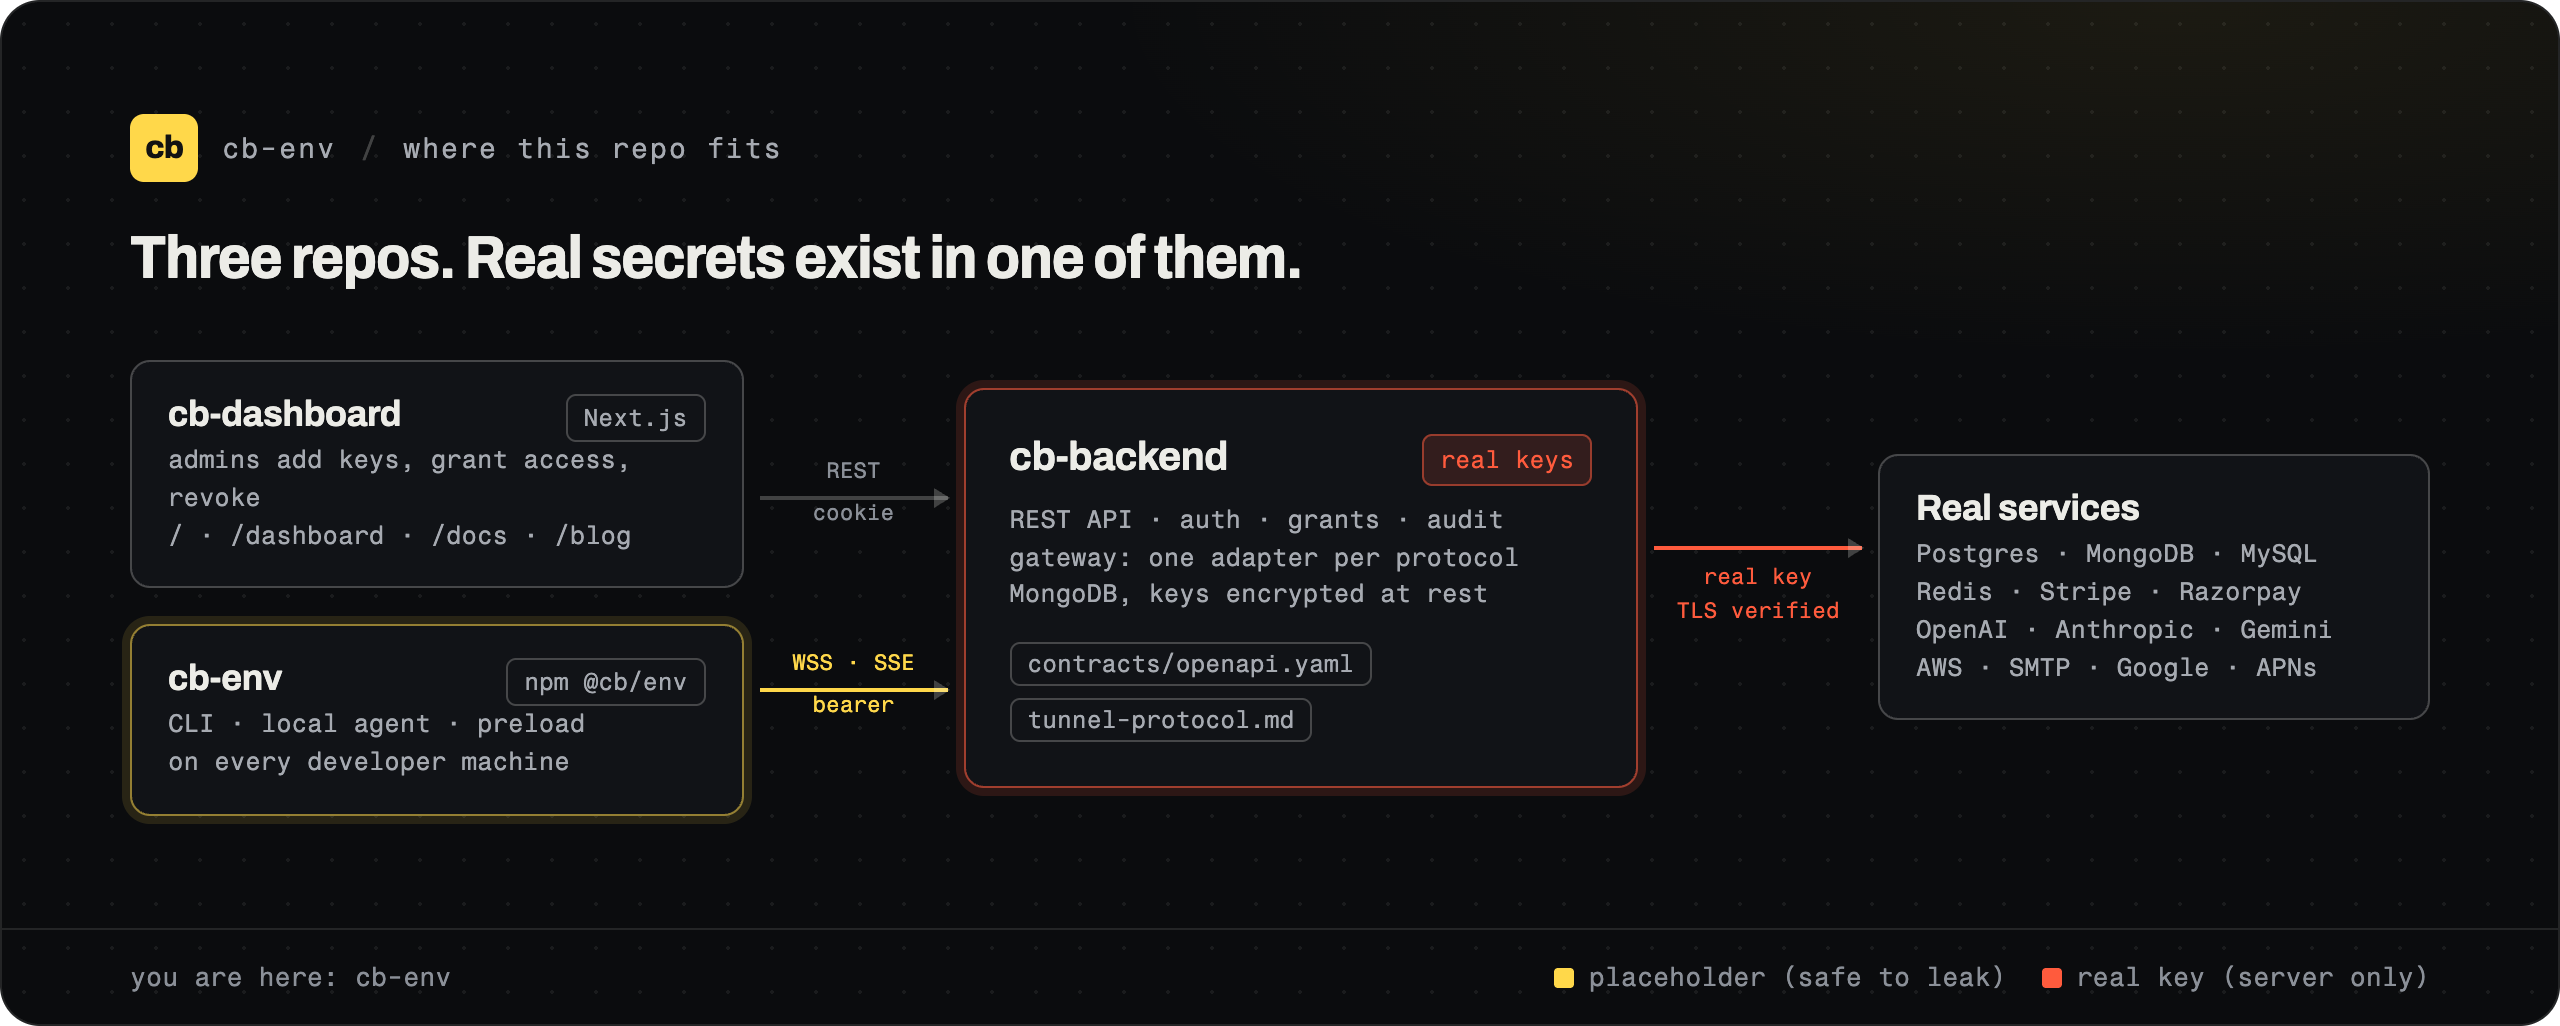 cb
cb-env / where this repo fits
Three repos. Real secrets exist in one of them.
cb-dashboard
Next.js
admins add keys, grant access,
revoke
/ · /dashboard · /docs · /blog
cb-env
npm @cb/env
CLI · local agent · preload
on every developer machine
REST
cookie
WSS · SSE
bearer
cb-backend
real keys
REST API · auth · grants · audit
gateway: one adapter per protocol
MongoDB, keys encrypted at rest
contracts/openapi.yaml
tunnel-protocol.md
real key
TLS verified
Real services
Postgres · MongoDB · MySQL
Redis · Stripe · Razorpay
OpenAI · Anthropic · Gemini
AWS · SMTP · Google · APNs
you are here: cb-env
placeholder (safe to leak)
real key (server only)